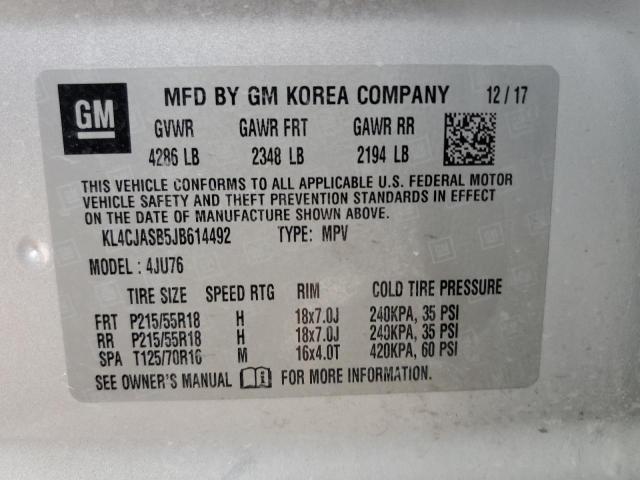 GM
MFD BY GM KOREA COMPANY 12/17
GVWR GAWR FRT GAWR RR
4286 LB 2348 LB 2194 LB
THIS VEHICLE CONFORMS TO ALL APPLICABLE U.S. FEDERAL MOTOR
VEHICLE SAFETY AND THEFT PREVENTION STANDARDS IN EFFECT
ON THE DATE OF MANUFACTURE SHOWN ABOVE.
KL4CJASB5JB614492 TYPE: MPV
MODEL: 4JU76
TIRE SIZE SPEED RTG RIM COLD TIRE PRESSURE
FRT P215/55R18 H 18x7.0J 240KPA, 35 PSI
RR P215/55R18 H 18x7.0J 240KPA, 35 PSI
SPA T125/70R16 M 16x4.0T 420KPA, 60 PSI
SEE OWNER'S MANUAL FOR MORE INFORMATION.